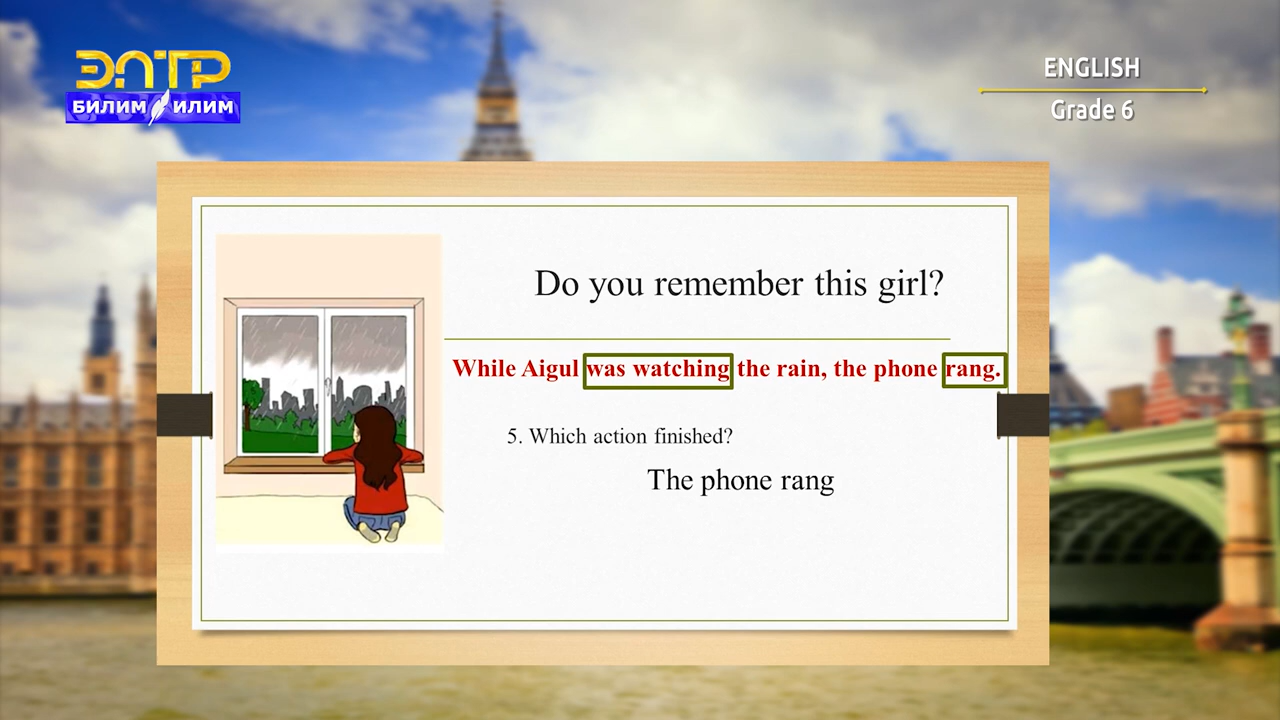 ЭЛТР
БИЛИМ ИЛИМ
ENGLISH
Grade 6
Do you remember this girl?
While Aigul was watching the rain, the phone rang.
5. Which action finished?
The phone rang